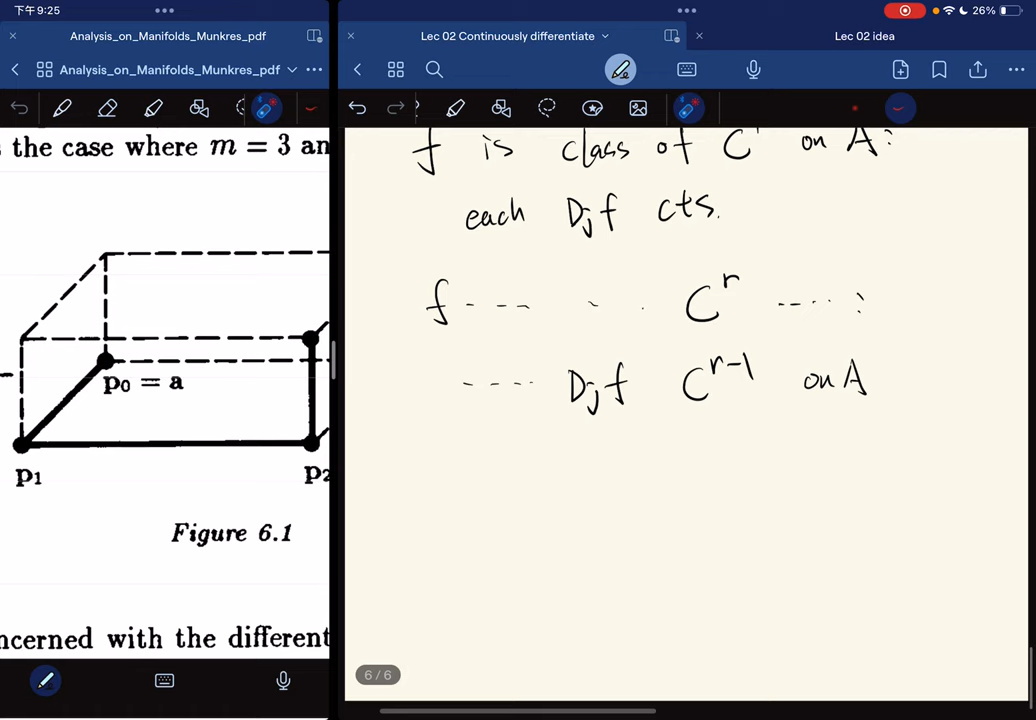 下午9:25
26%
Analysis_on_Manifolds_Munkres_pdf
Lec 02 Continuously differentiate
Lec 02 idea
Analysis_on_Manifolds_Munkres_pdf
the case where m = 3 an
p₀ = a
p₁
p₂
Figure 6.1
ncerned with the different
f is class of C' on A:
each Djf cts.
f ---- - . Cʳ ----- :
---- Djf Cʳ⁻¹ on A
6/6